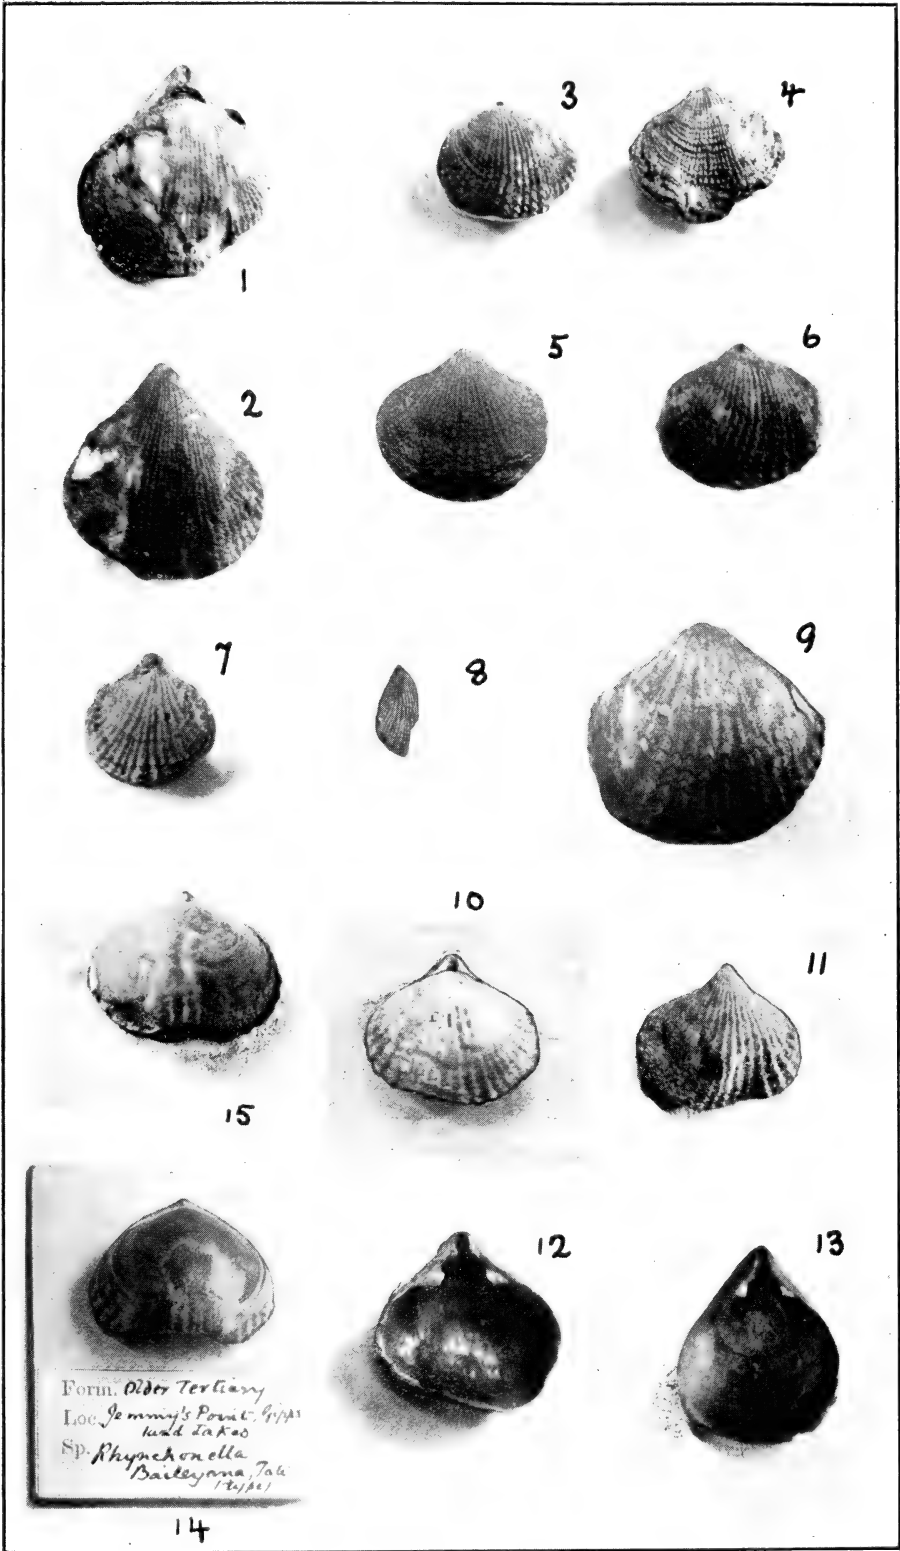 3
4
1
5
6
2
7
8
9
10
11
15
12
13
Form. Older Tertiary
Loc. Jemmy's Point, Gipps
land Lakes
Sp. Rhynchonella
Baileyana, Tate
(type)
14